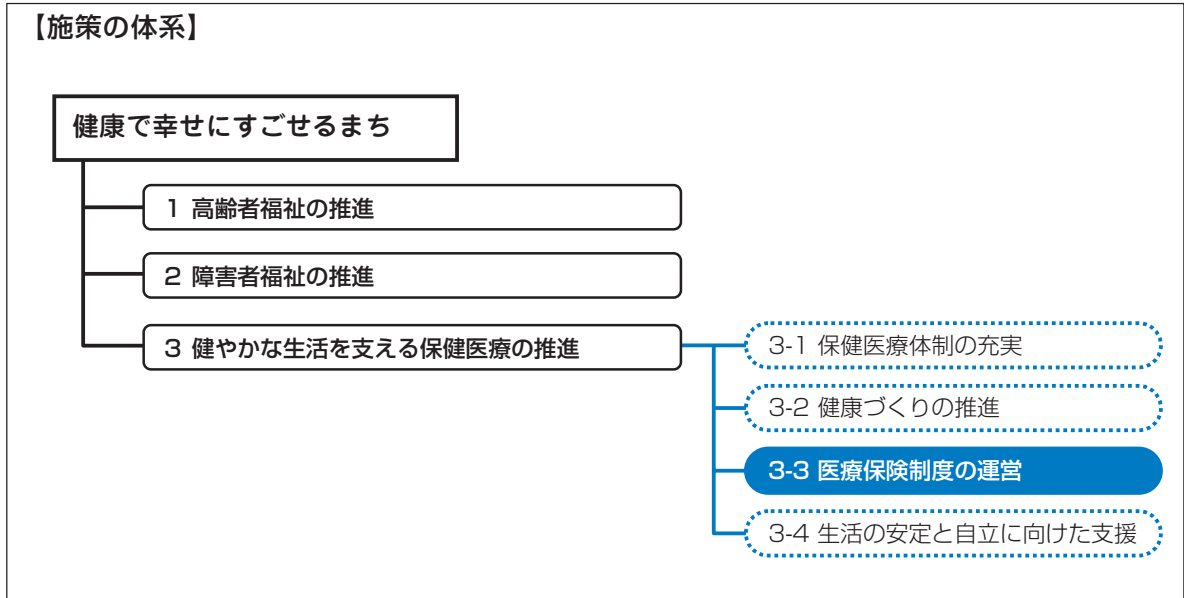 【施策の体系】
健康で幸せにすごせるまち
1 高齢者福祉の推進
2 障害者福祉の推進
3 健やかな生活を支える保健医療の推進
3-1 保健医療体制の充実
3-2 健康づくりの推進
3-3 医療保険制度の運営
3-4 生活の安定と自立に向けた支援